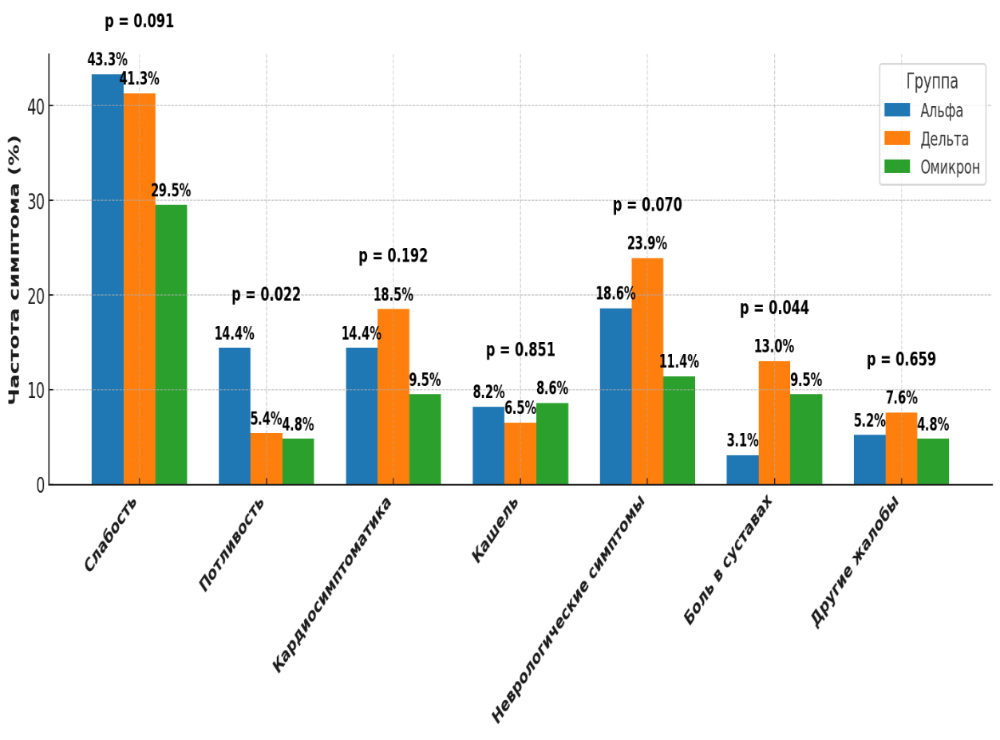 p = 0.091
43.3%
41.3%
29.5%
p = 0.022
14.4%
5.4%
4.8%
p = 0.192
14.4%
18.5%
9.5%
p = 0.851
8.2%
6.5%
8.6%
p = 0.070
18.6%
23.9%
11.4%
p = 0.044
3.1%
13.0%
9.5%
p = 0.659
5.2%
7.6%
4.8%
Группа
Альфа
Дельта
Омикрон
Частота симптома (%)
40
30
20
10
0
Слабость
Потливость
Кардиосимптоматика
Кашель
Неврологические симптомы
Боль в суставах
Другие жалобы